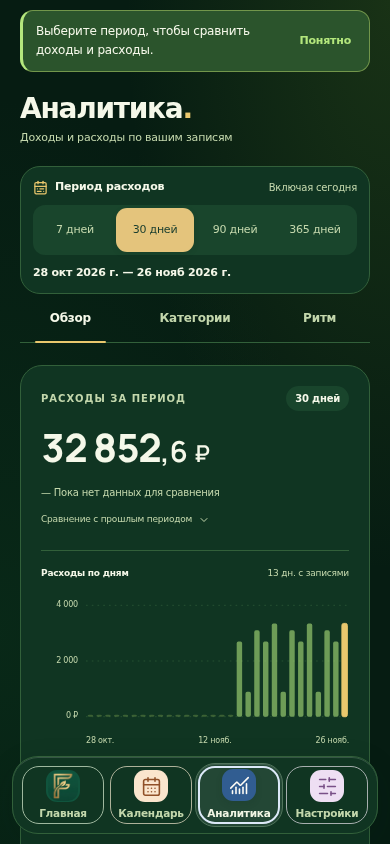 Выберите период, чтобы сравнить
доходы и расходы.
Понятно
Аналитика.
Доходы и расходы по вашим записям
Период расходов
Включая сегодня
7 дней
30 дней
90 дней
365 дней
28 окт 2026 г. — 26 нояб 2026 г.
Обзор
Категории
Ритм
РАСХОДЫ ЗА ПЕРИОД
30 дней
32 852,6 ₽
— Пока нет данных для сравнения
Сравнение с прошлым периодом
Расходы по дням
13 дн. с записями
4 000
2 000
0 ₽
28 окт.
12 нояб.
26 нояб.
Главная
Календарь
Аналитика
Настройки